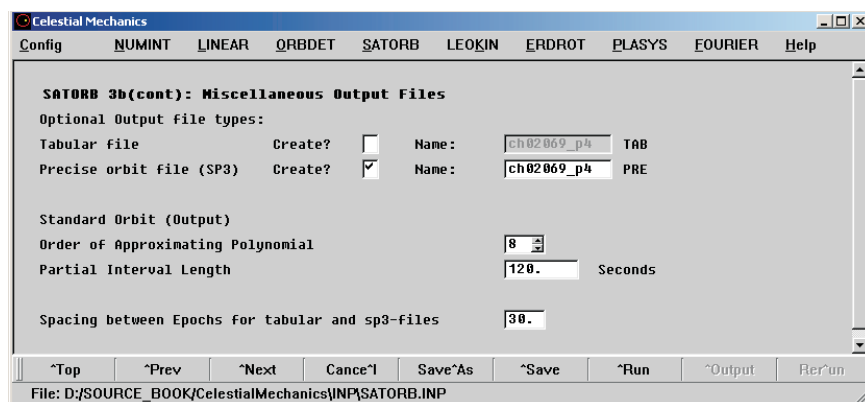 Celestial Mechanics
Config NUMINT LINEAR ORBDET SATORB LEOKIN ERDROT PLASYS FOURIER Help
SATORB 3b(cont): Miscellaneous Output Files
Optional Output file types:
Tabular file Create? Name: ch02069_p4 TAB
Precise orbit file (SP3) Create? Name: ch02069_p4 PRE
Standard Orbit (Output)
Order of Approximating Polynomial 8
Partial Interval Length 120. Seconds
Spacing between Epochs for tabular and sp3-files 30.
^Top ^Prev ^Next Cance^l Save^As ^Save ^Run ^Output Rer^un
File: D:/SOURCE_BOOK/CelestialMechanics\INP\SATORB.INP